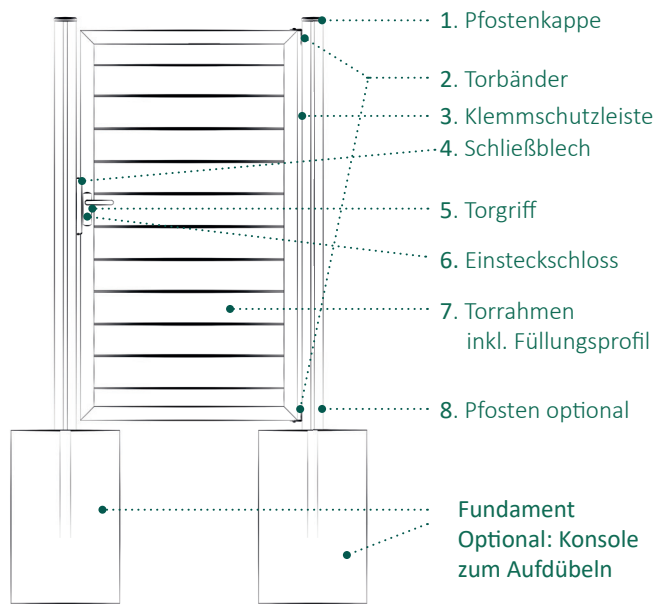 1. Pfostenkappe
2. Torbänder
3. Klemmschutzleiste
4. Schließblech
5. Torgriff
6. Einsteckschloss
7. Torrahmen
inkl. Füllungsprofil
8. Pfosten optional
Fundament
Optional: Konsole
zum Aufdübeln